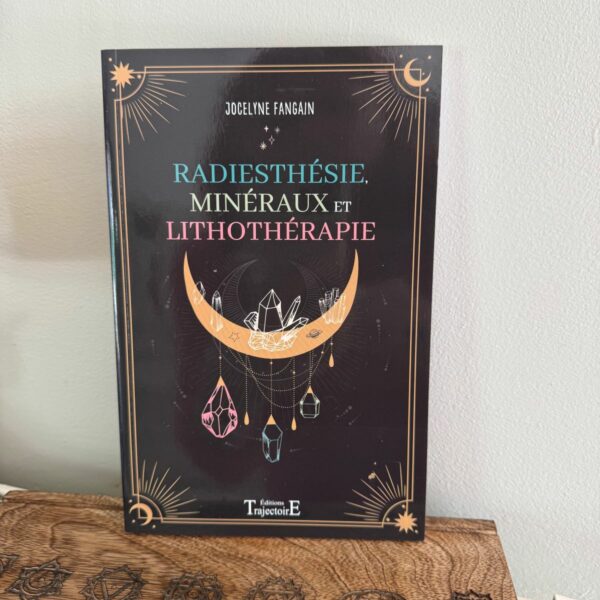 JOCELYNE FANGAIN
RADIESTHÉSIE,
MINÉRAUX ET
LITHOTHÉRAPIE
Éditions
TrajectoirE